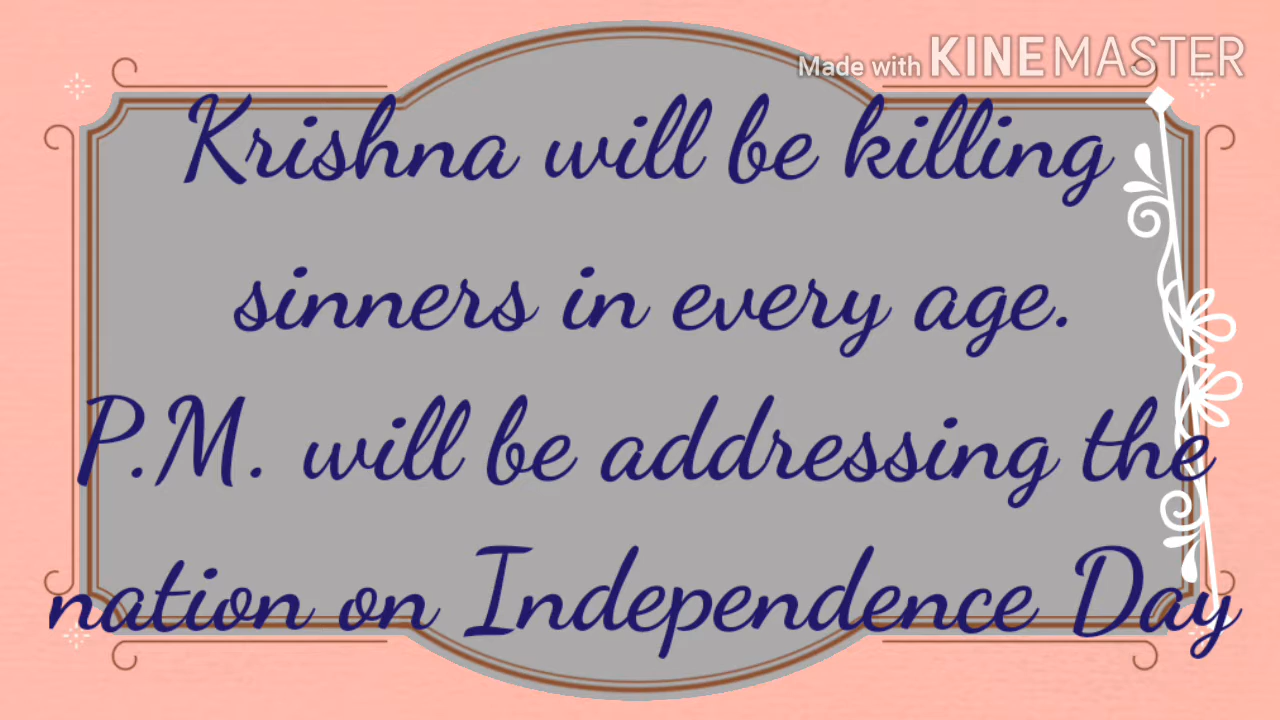 Made with KINEMASTER
Krishna will be killing
sinners in every age.
P.M. will be addressing the
nation on Independence Day